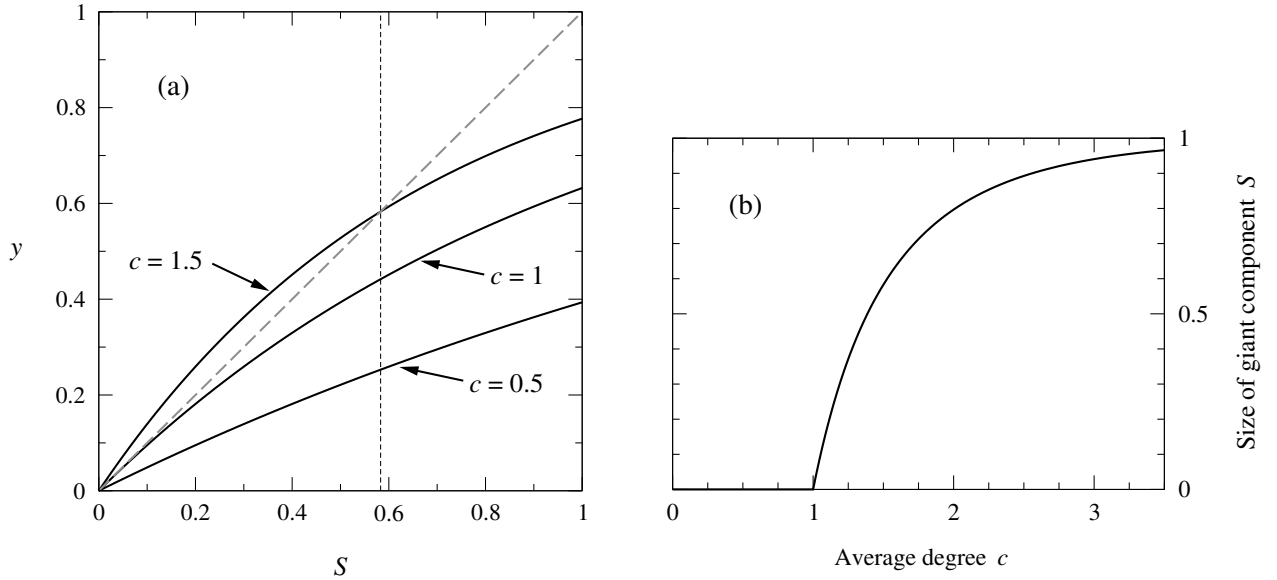 1
0.8
0.6
0.4
0.2
0
y
(a)
c = 1.5
c = 1
c = 0.5
0 0.2 0.4 0.6 0.8 1
S
(b)
1
0.5
0
Size of giant component S
0 1 2 3
Average degree c